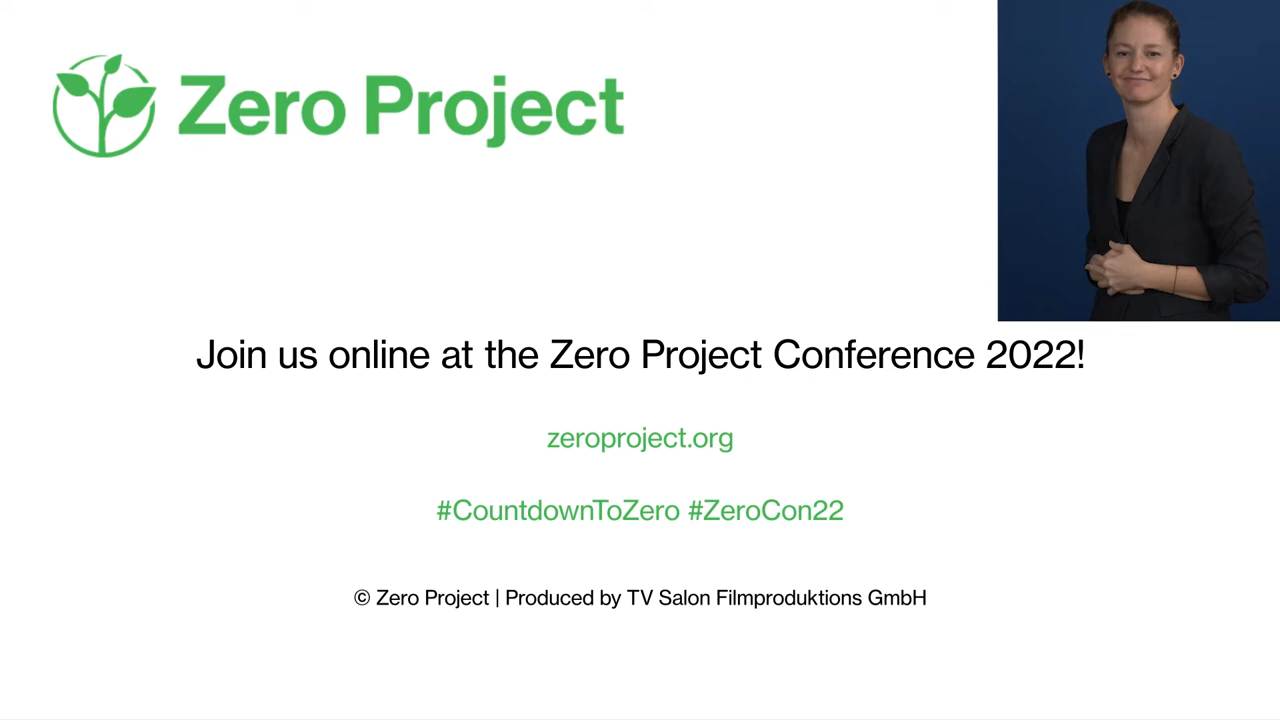 Zero Project
Join us online at the Zero Project Conference 2022!
zeroproject.org
#CountdownToZero #ZeroCon22
© Zero Project | Produced by TV Salon Filmproduktions GmbH